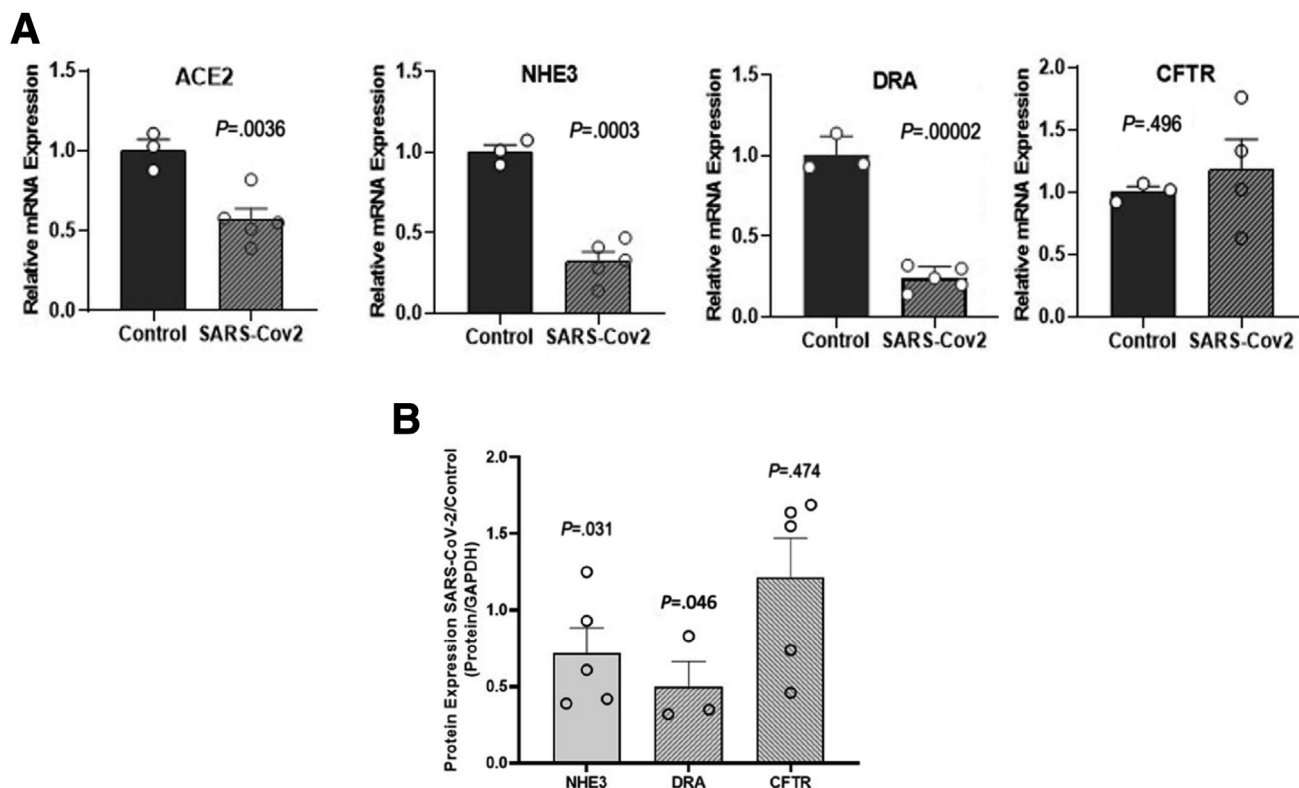 A
ACE2
P=.0036
Relative mRNA Expression
1.5
1.0
0.5
0.0
Control SARS-Cov2
NHE3
P=.0003
Relative mRNA Expression
1.5
1.0
0.5
0.0
Control SARS-Cov2
DRA
P=.00002
Relative mRNA Expression
1.5
1.0
0.5
0.0
Control SARS-Cov2
CFTR
P=.496
Relative mRNA Expression
2.0
1.5
1.0
0.5
0.0
Control SARS-Cov2
B
Protein Expression SARS-CoV-2/Control
(Protein/GAPDH)
2.0
1.5
1.0
0.5
0.0
P=.031
P=.046
P=.474
NHE3 DRA CFTR